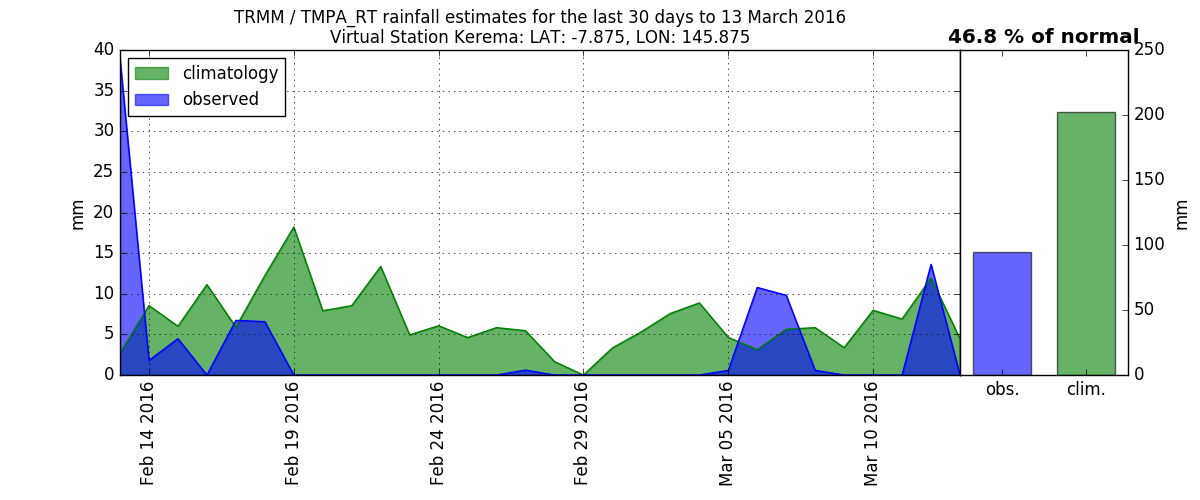 TRMM / TMPA_RT rainfall estimates for the last 30 days to 13 March 2016
Virtual Station Kerema: LAT: -7.875, LON: 145.875
46.8 % of normal
climatology
observed
40
35
30
25
20
15
10
5
0
mm
Feb 14 2016
Feb 19 2016
Feb 24 2016
Feb 29 2016
Mar 05 2016
Mar 10 2016
250
200
150
100
50
0
mm
obs.
clim.